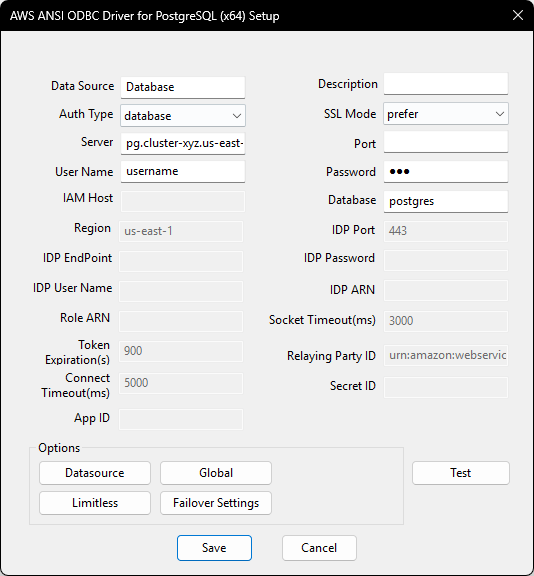 AWS ANSI ODBC Driver for PostgreSQL (x64) Setup
Data Source Database Description
Auth Type database SSL Mode prefer
Server pg.cluster-xyz.us-east- Port
User Name username Password •••
IAM Host Database postgres
Region us-east-1 IDP Port 443
IDP EndPoint IDP Password
IDP User Name IDP ARN
Role ARN Socket Timeout(ms) 3000
Token
Expiration(s) 900 Relaying Party ID urn:amazon:webservic
Connect
Timeout(ms) 5000 Secret ID
App ID
Options
Datasource Global Test
Limitless Failover Settings
Save Cancel